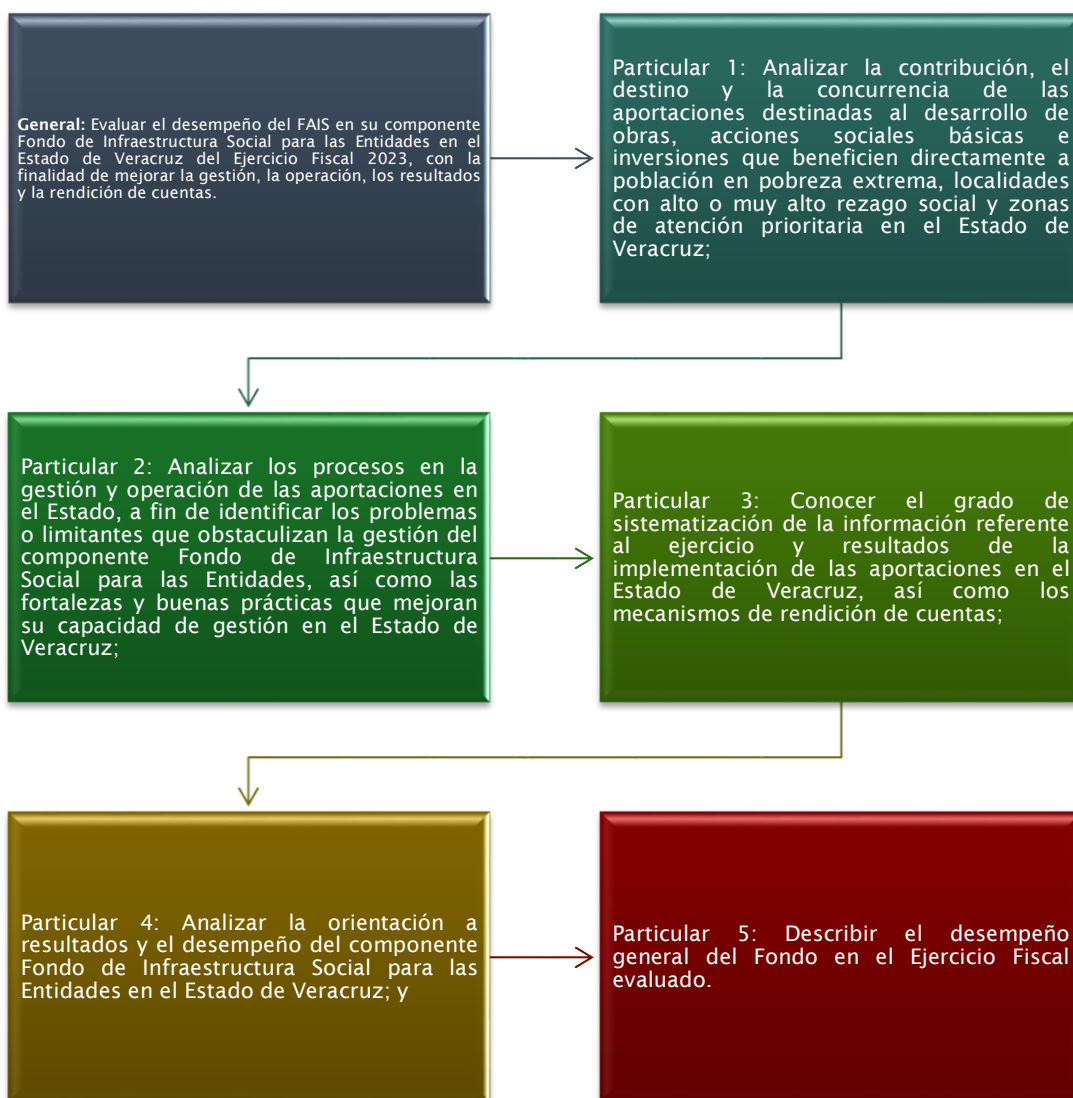 General: Evaluar el desempeño del FAIS en su componente
Fondo de Infraestructura Social para las Entidades en el
Estado de Veracruz del Ejercicio Fiscal 2023, con la
finalidad de mejorar la gestión, la operación, los resultados
y la rendición de cuentas.
Particular 1: Analizar la contribución, el
destino y la concurrencia de las
aportaciones destinadas al desarrollo de
obras, acciones sociales básicas e
inversiones que beneficien directamente a
población en pobreza extrema, localidades
con alto o muy alto rezago social y zonas
de atención prioritaria en el Estado de
Veracruz;
Particular 2: Analizar los procesos en la
gestión y operación de las aportaciones en
el Estado, a fin de identificar los problemas
o limitantes que obstaculizan la gestión del
componente Fondo de Infraestructura
Social para las Entidades, así como las
fortalezas y buenas prácticas que mejoran
su capacidad de gestión en el Estado de
Veracruz;
Particular 3: Conocer el grado de
sistematización de la información referente
al ejercicio y resultados de la
implementación de las aportaciones en el
Estado de Veracruz, así como los
mecanismos de rendición de cuentas;
Particular 4: Analizar la orientación a
resultados y el desempeño del componente
Fondo de Infraestructura Social para las
Entidades en el Estado de Veracruz; y
Particular 5: Describir el desempeño
general del Fondo en el Ejercicio Fiscal
evaluado.